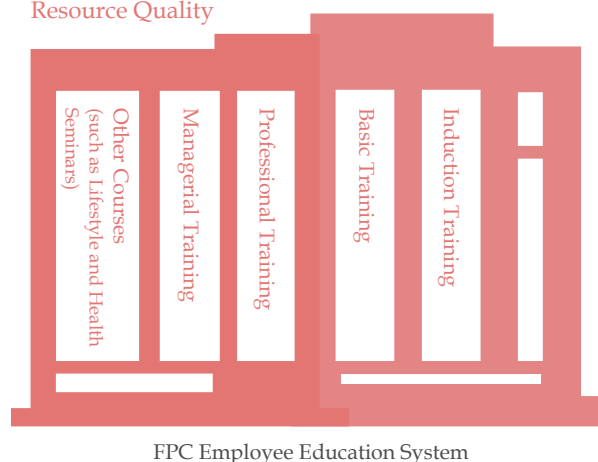 Resource Quality
Other Courses
(such as Lifestyle and Health
Seminars)
Managerial Training
Professional Training
Basic Training
Induction Training
FPC Employee Education System